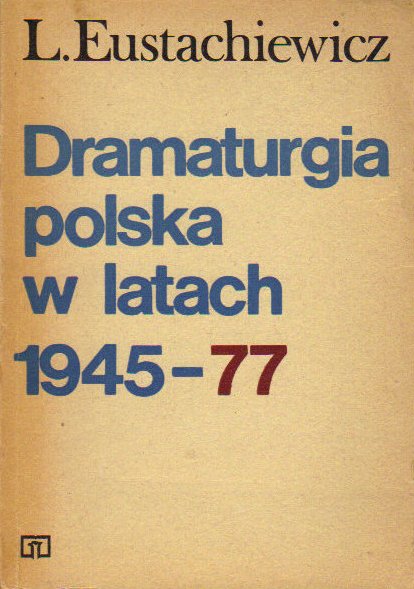 L.Eustachiewicz
Dramaturgia
polska
w latach
1945-77